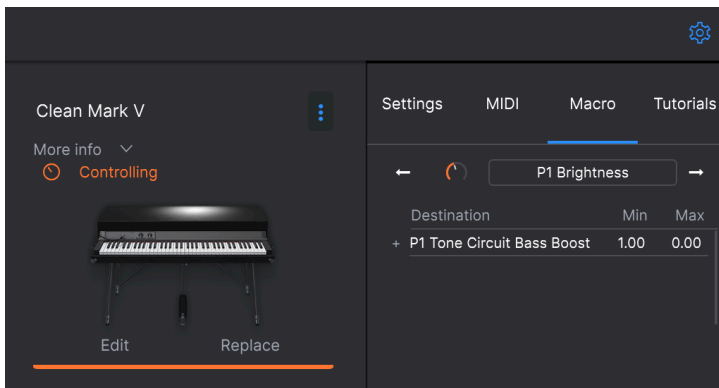 Clean Mark V
More info
Controlling
Edit Replace
Settings MIDI Macro Tutorials
P1 Brightness
Destination Min Max
+ P1 Tone Circuit Bass Boost 1.00 0.00